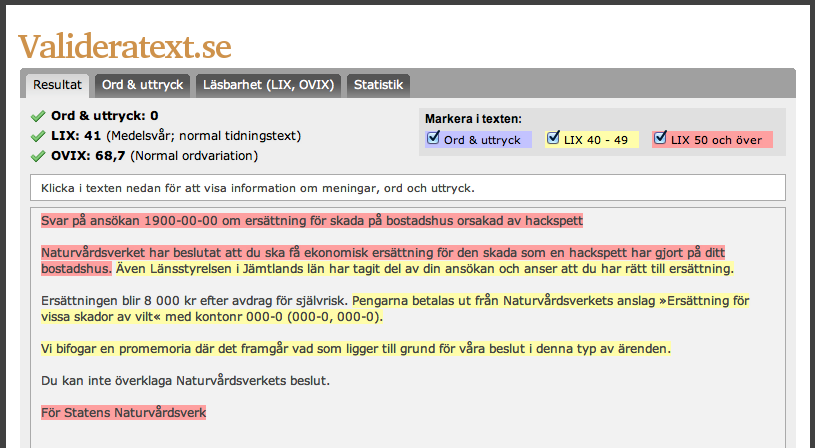 Valideratext.se
Resultat Ord & uttryck Läsbarhet (LIX, OVIX) Statistik
Ord & uttryck: 0
LIX: 41 (Medelsvår; normal tidningstext)
OVIX: 68,7 (Normal ordvariation)
Markera i texten:
Ord & uttryck LIX 40 - 49 LIX 50 och över
Klicka i texten nedan för att visa information om meningar, ord och uttryck.
Svar på ansökan 1900-00-00 om ersättning för skada på bostadshus orsakad av hackspett
Naturvårdsverket har beslutat att du ska få ekonomisk ersättning för den skada som en hackspett har gjort på ditt
bostadshus. Även Länsstyrelsen i Jämtlands län har tagit del av din ansökan och anser att du har rätt till ersättning.
Ersättningen blir 8 000 kr efter avdrag för självrisk. Pengarna betalas ut från Naturvårdsverkets anslag »Ersättning för
vissa skador av vilt« med kontonr 000-0 (000-0, 000-0).
Vi bifogar en promemoria där det framgår vad som ligger till grund för våra beslut i denna typ av ärenden.
Du kan inte överklaga Naturvårdsverkets beslut.
För Statens Naturvårdsverk